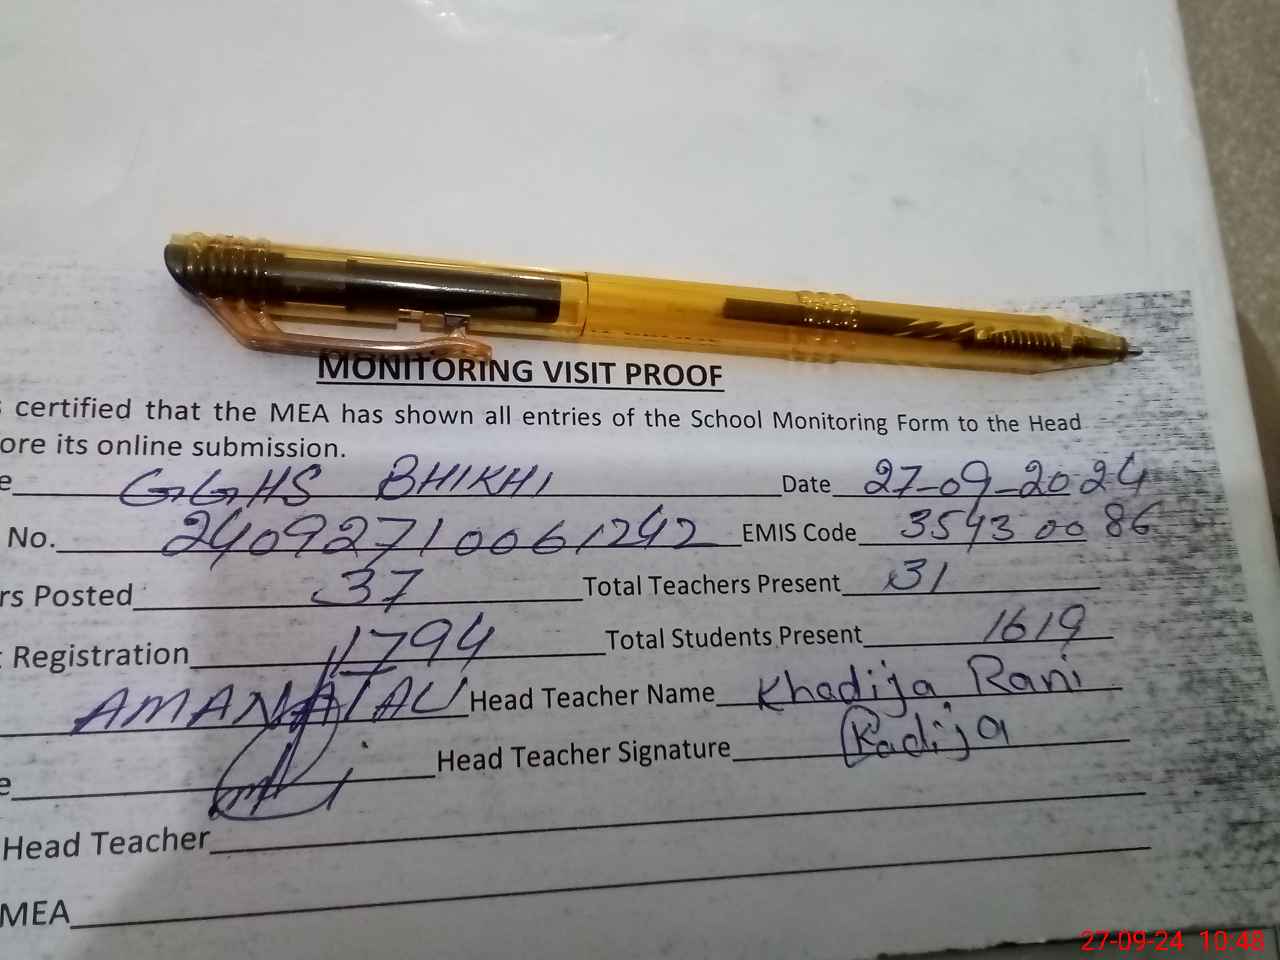 MONITORING VISIT PROOF
s certified that the MEA has shown all entries of the School Monitoring Form to the Head
ore its online submission.
e GGHS BHIKHI Date 27-09-2024
No. 24092710061242 EMIS Code 35430086
rs Posted 37 Total Teachers Present 31
t Registration 1794 Total Students Present 1619
AMANAT ALI Head Teacher Name Khadija Rani
e Head Teacher Signature Kadija
Head Teacher
MEA
27-09-24 10:48